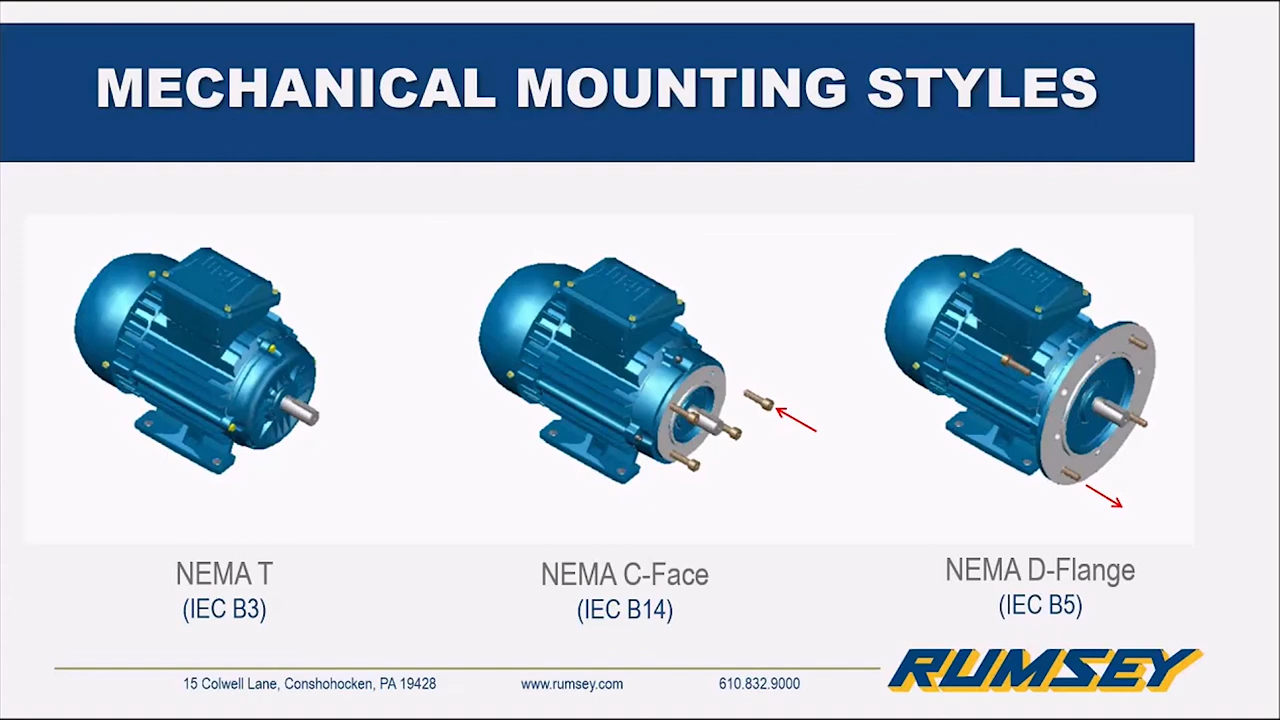 MECHANICAL MOUNTING STYLES
NEMA T
(IEC B3)
NEMA C-Face
(IEC B14)
NEMA D-Flange
(IEC B5)
15 Colwell Lane, Conshohocken, PA 19428
www.rumsey.com
610.832.9000
RUMSEY